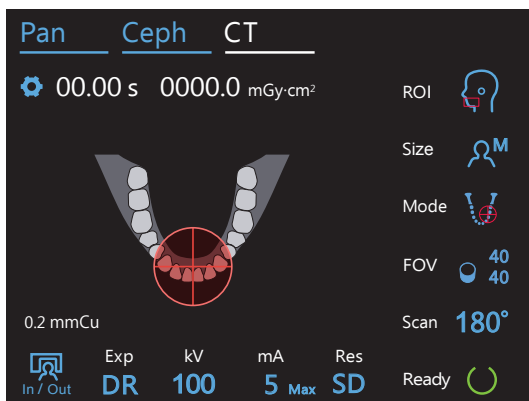 Pan Ceph CT
00.00 s 0000.0 mGy·cm²
ROI
Size M
Mode
FOV 40
40
0.2 mmCu
Scan 180°
Exp kV mA Res
In / Out DR 100 5 Max SD
Ready